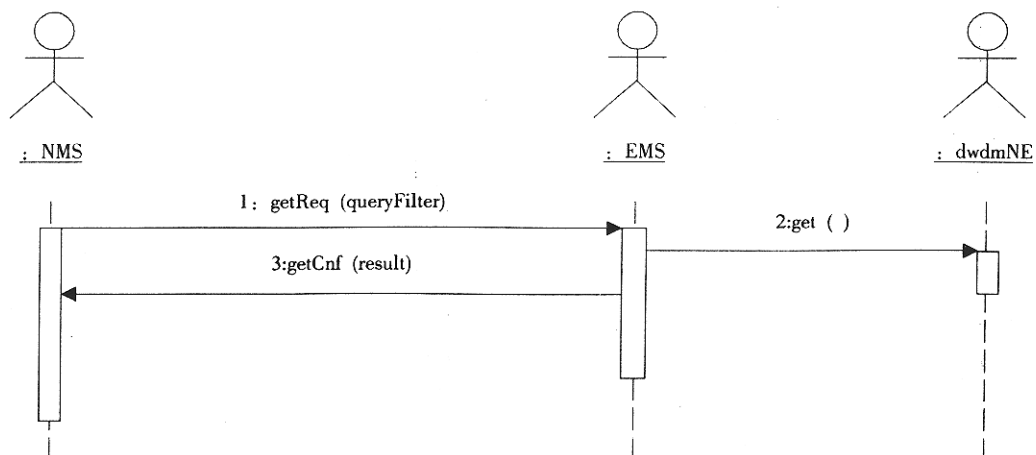 ： NMS
： EMS
： dwdmNE
1： getReq (queryFilter)
2:get ( )
3:getCnf (result)